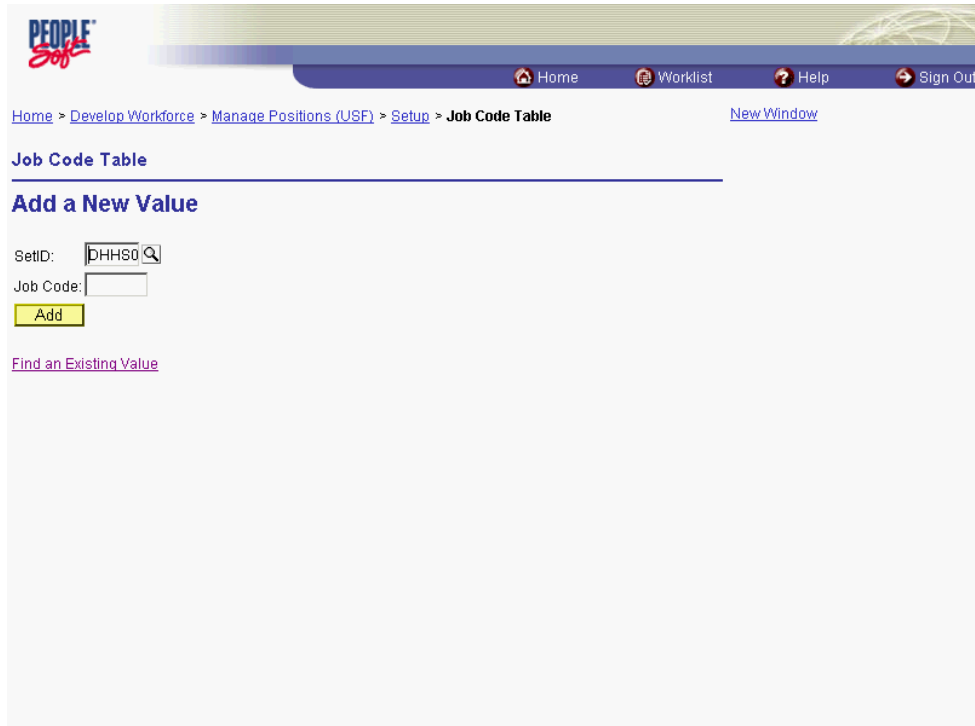 PEOPLE
Soft
Home Worklist Help Sign Out
Home > Develop Workforce > Manage Positions (USF) > Setup > Job Code Table New Window
Job Code Table
Add a New Value
SetID: DHHS0
Job Code:
Add
Find an Existing Value